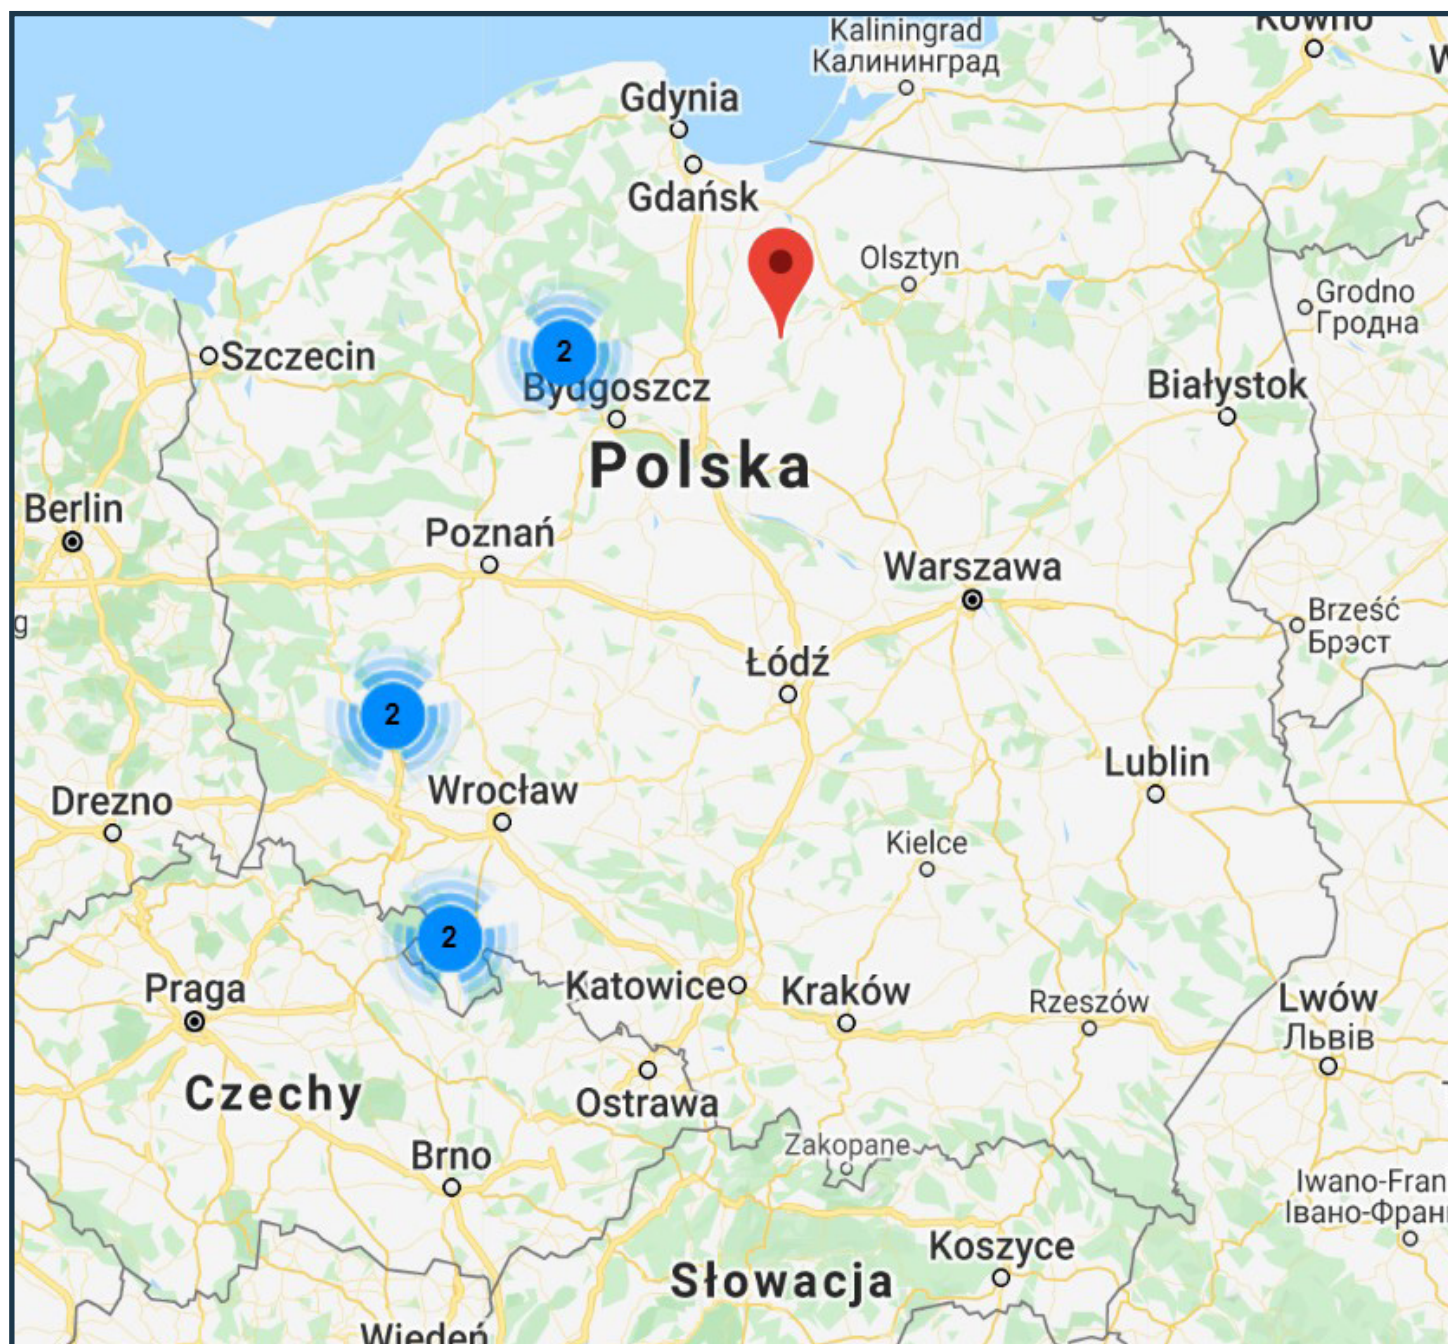 Kowno
Kaliningrad
Калининград
Gdynia
Gdańsk
Olsztyn
Grodno
Гродна
2
Szczecin
Bydgoszcz
Białystok
Polska
Berlin
Poznań
Warszawa
Brześć
Брэст
g
Łódź
2
Lublin
Wrocław
Drezno
Kielce
2
Praga
Katowice
Kraków
Rzeszów
Lwów
Львів
Czechy
Ostrawa
Zakopane
Brno
Iwano-Fran
Koszyce
Słowacja
Wiedeń